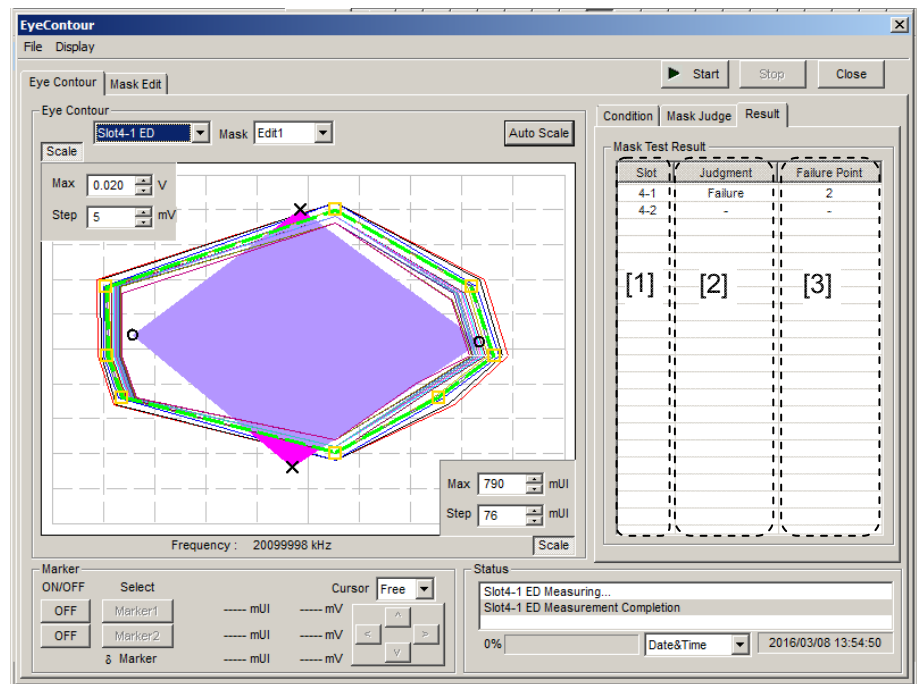 EyeContour
File Display
Start Stop Close
Eye Contour Mask Edit
Eye Contour
Slot4-1 ED Mask Edit1 Auto Scale
Scale
Max 0.020 V
Step 5 mV
Max 790 mUI
Step 76 mUI
Frequency : 20099998 kHz Scale
Condition Mask Judge Result
Mask Test Result
Slot Judgment Failure Point
4-1 Failure 2
4-2 - -
[1] [2] [3]
Marker
ON/OFF Select Cursor Free
OFF Marker1 ----- mUI ----- mV
OFF Marker2 ----- mUI ----- mV
δ Marker ----- mUI ----- mV
^
< >
v
Status
Slot4-1 ED Measuring...
Slot4-1 ED Measurement Completion
0% Date&Time 2016/03/08 13:54:50